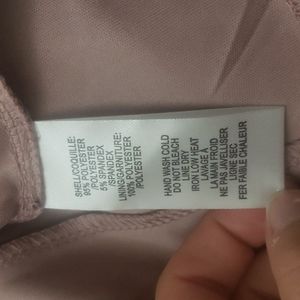 SHELL/COQUILLE:
95% POLYESTER
/POLYESTER
5% SPANDEX
/SPANDEX
LINING/GARNITURE:
100% POLYESTER
/POLYESTER
HAND WASH COLD
DO NOT BLEACH
LINE DRY
IRON LOW HEAT
LAVAGE À
LA MAIN FROID
NE PAS JAVELLISER
LIGNE SEC
FER FAIBLE CHALEUR